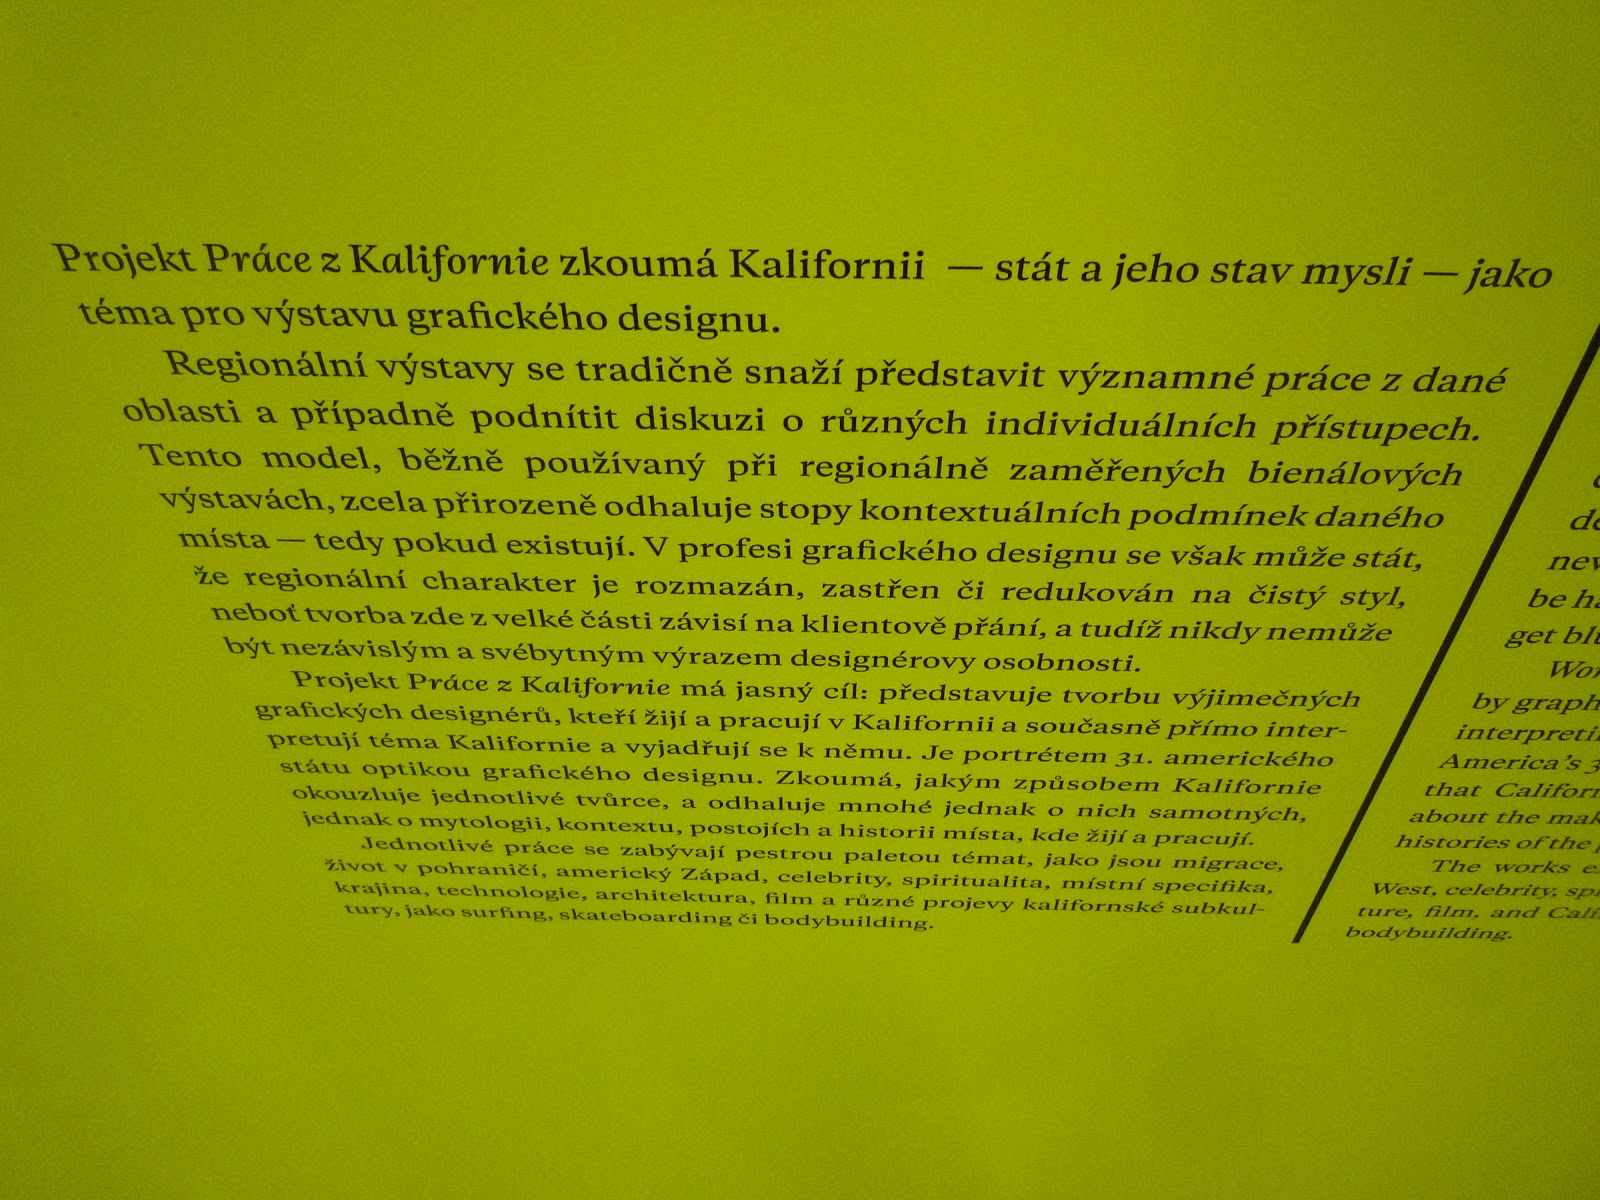 Projekt Práce z Kalifornie zkoumá Kalifornii — stát a jeho stav mysli — jako
téma pro výstavu grafického designu.
Regionální výstavy se tradičně snaží představit významné práce z dané
oblasti a případně podnítit diskuzi o různých individuálních přístupech.
Tento model, běžně používaný při regionálně zaměřených bienálových
výstavách, zcela přirozeně odhaluje stopy kontextuálních podmínek daného
místa — tedy pokud existují. V profesi grafického designu se však může stát,
že regionální charakter je rozmazán, zastřen či redukován na čistý styl,
neboť tvorba zde z velké části závisí na klientově přání, a tudíž nikdy nemůže
být nezávislým a svébytným výrazem designérovy osobnosti.
Projekt Práce z Kalifornie má jasný cíl: představuje tvorbu výjimečných
grafických designérů, kteří žijí a pracují v Kalifornii a současně přímo inter-
pretují téma Kalifornie a vyjadřují se k němu. Je portrétem 31. amerického
státu optikou grafického designu. Zkoumá, jakým způsobem Kalifornie
okouzluje jednotlivé tvůrce, a odhaluje mnohé jednak o nich samotných,
jednak o mytologii, kontextu, postojích a historii místa, kde žijí a pracují.
Jednotlivé práce se zabývají pestrou paletou témat, jako jsou migrace,
život v pohraničí, americký Západ, celebrity, spiritualita, místní specifika,
krajina, technologie, architektura, film a různé projevy kalifornské subkul-
tury, jako surfing, skateboarding či bodybuilding.
de
new
be ha
get blu
Wor
by graph
interpreti
America's 3
that Califor
about the mak
histories of the p
The works e
West, celebrity, spi
ture, film, and Cali
bodybuilding.